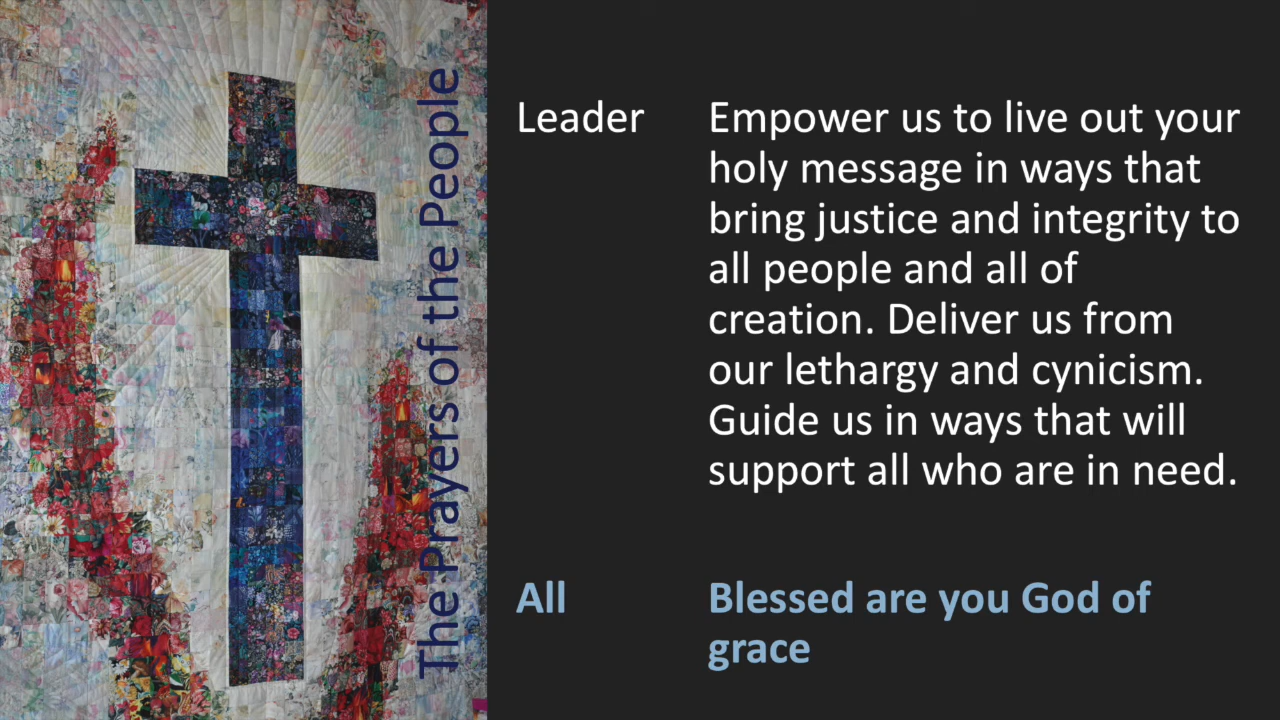 The Prayers of the People
Leader
Empower us to live out your
holy message in ways that
bring justice and integrity to
all people and all of
creation. Deliver us from
our lethargy and cynicism.
Guide us in ways that will
support all who are in need.
All
Blessed are you God of
grace